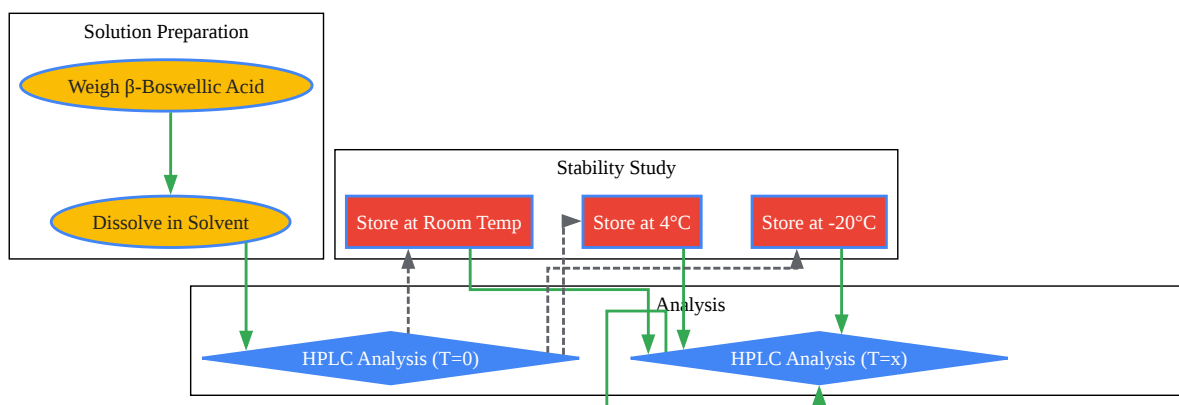 Solution Preparation
Weigh β-Boswellic Acid
Dissolve in Solvent
Stability Study
Store at Room Temp
Store at 4°C
Store at -20°C
Analysis
HPLC Analysis (T=0)
HPLC Analysis (T=x)